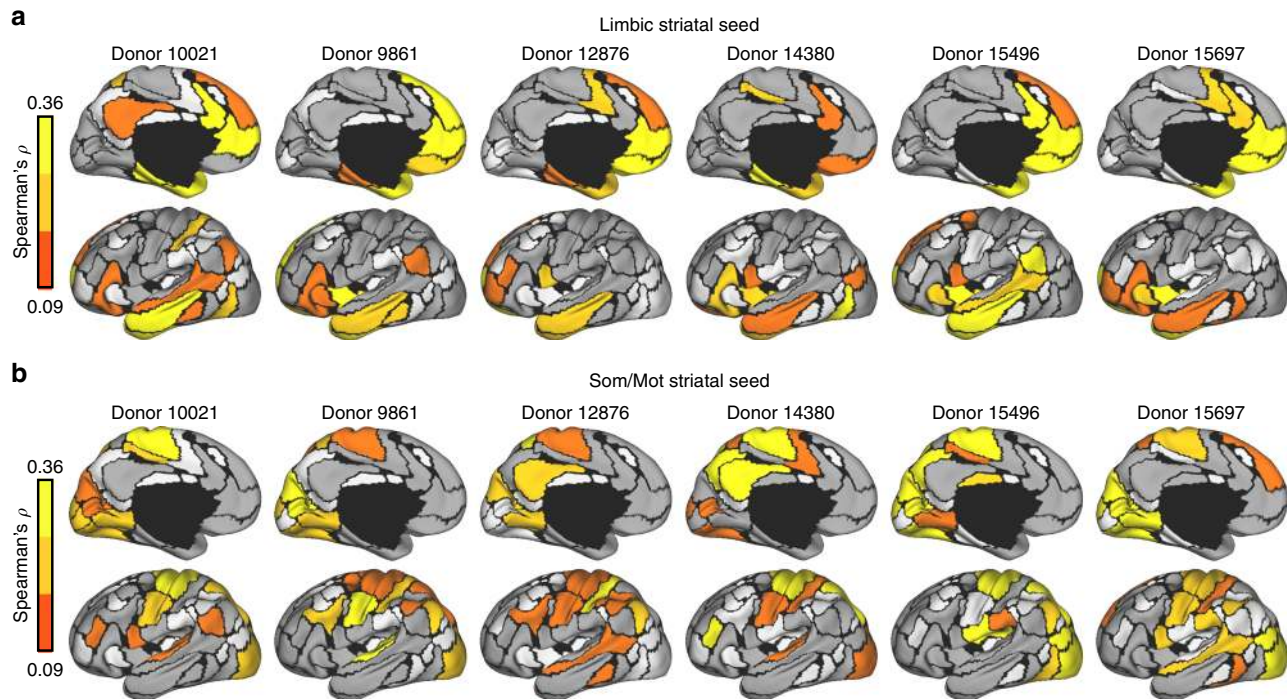 a
Limbic striatal seed
Donor 10021 Donor 9861 Donor 12876 Donor 14380 Donor 15496 Donor 15697
0.36
Spearman's ρ
0.09
b
Som/Mot striatal seed
Donor 10021 Donor 9861 Donor 12876 Donor 14380 Donor 15496 Donor 15697
0.36
Spearman's ρ
0.09